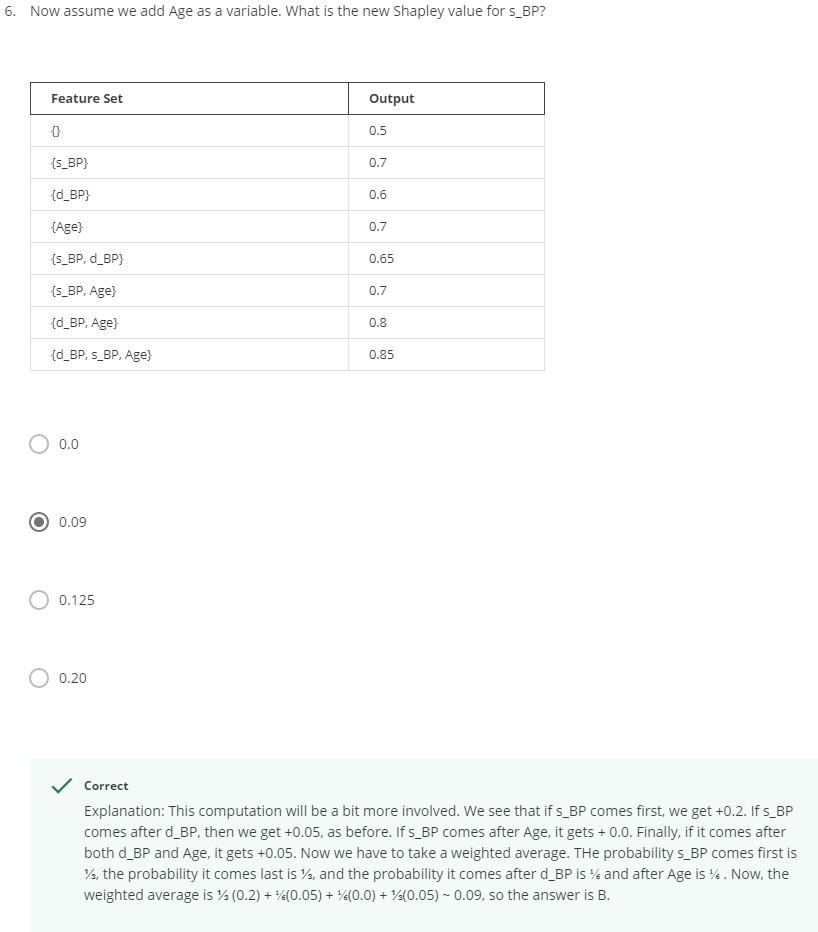 6. Now assume we add Age as a variable. What is the new Shapley value for s_BP?
Feature Set Output
{} 0.5
{s_BP} 0.7
{d_BP} 0.6
{Age} 0.7
{s_BP, d_BP} 0.65
{s_BP, Age} 0.7
{d_BP, Age} 0.8
{d_BP, s_BP, Age} 0.85
0.0
0.09
0.125
0.20
Correct
Explanation: This computation will be a bit more involved. We see that if s_BP comes first, we get +0.2. If s_BP
comes after d_BP, then we get +0.05, as before. If s_BP comes after Age, it gets + 0.0. Finally, if it comes after
both d_BP and Age, it gets +0.05. Now we have to take a weighted average. THe probability s_BP comes first is
⅓, the probability it comes last is ⅓, and the probability it comes after d_BP is ⅙ and after Age is ⅙ . Now, the
weighted average is ⅓ (0.2) + ⅙(0.05) + ⅙(0.0) + ⅓(0.05) ~ 0.09, so the answer is B.